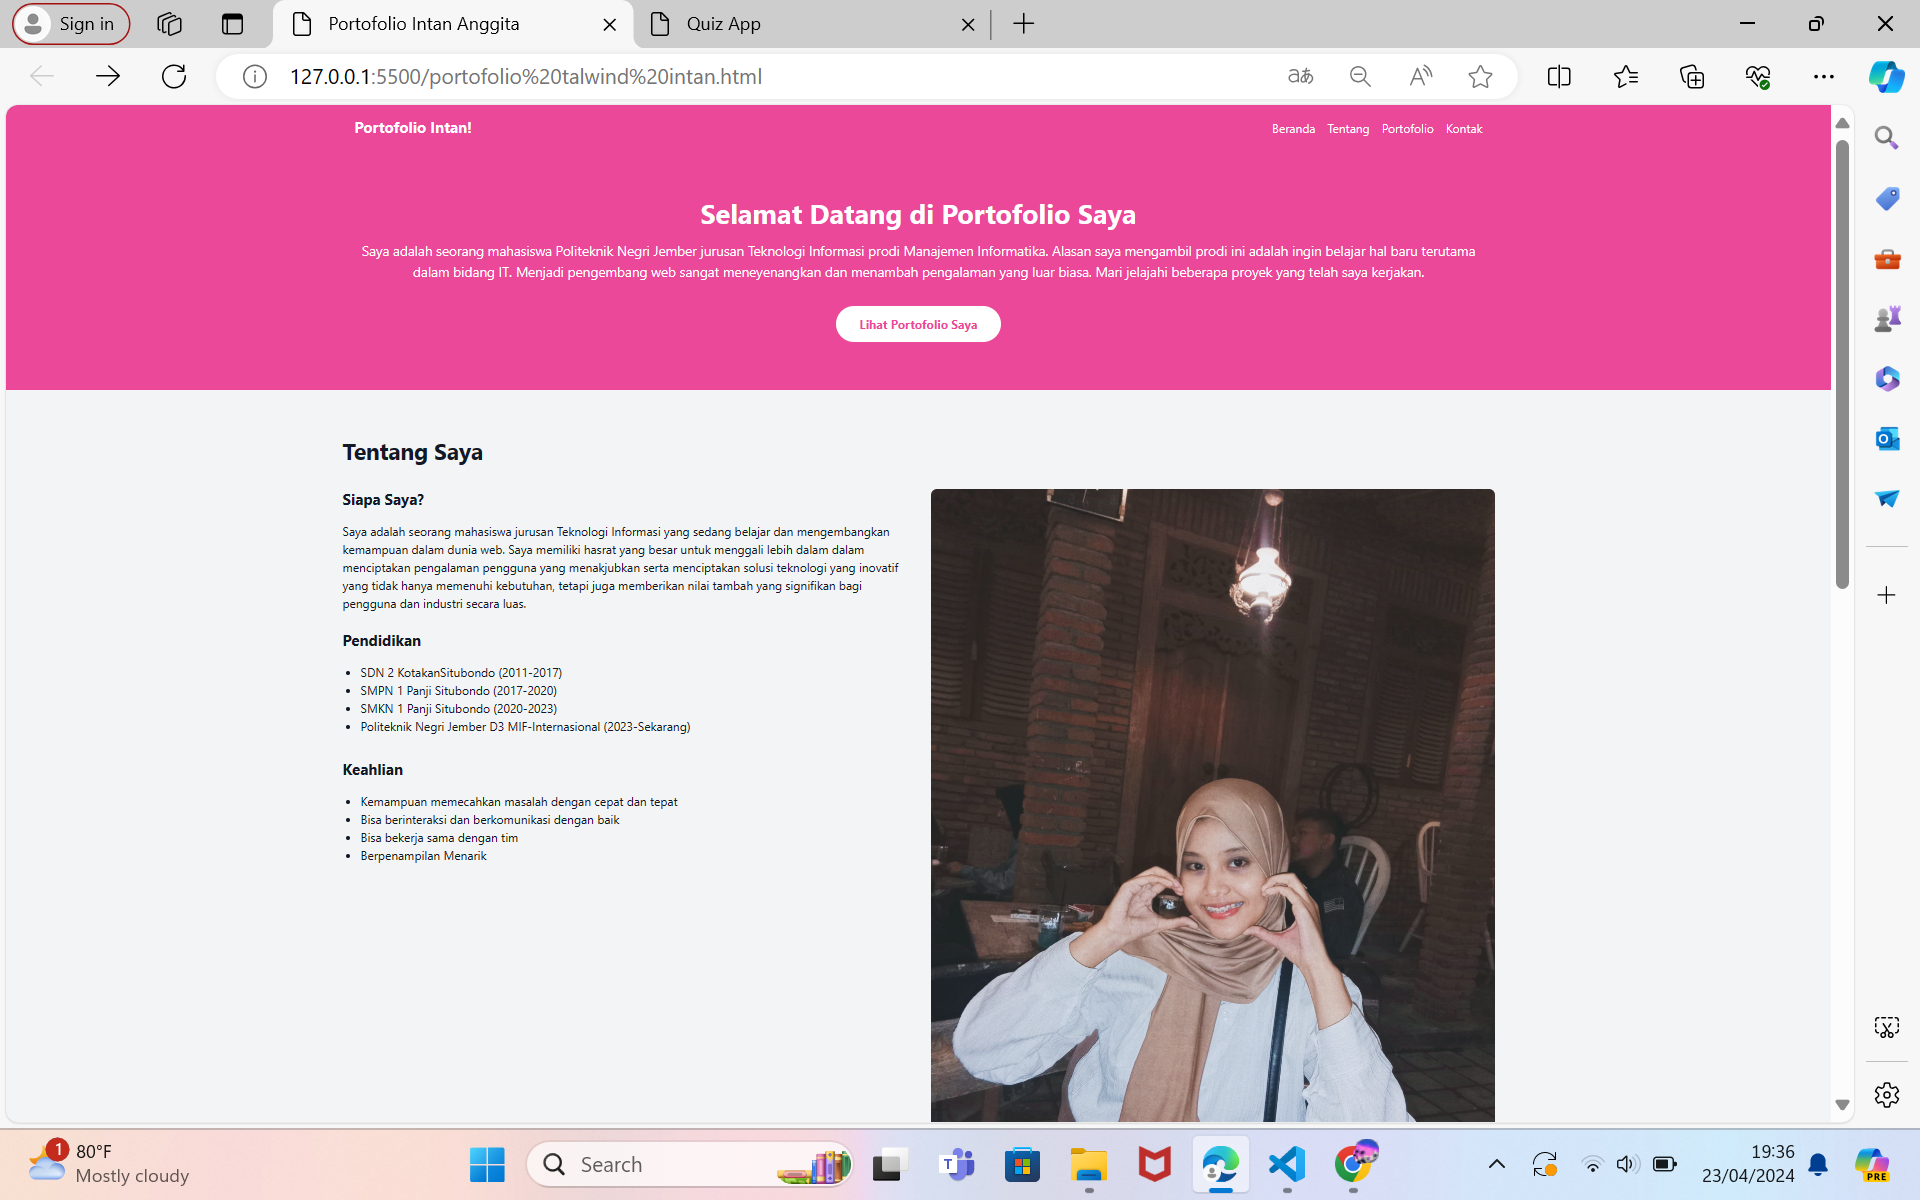 Sign in
Portofolio Intan Anggita
Quiz App
127.0.0.1:5500/portofolio%20talwind%20intan.html
Portofolio Intan!
Beranda Tentang Portofolio Kontak
Selamat Datang di Portofolio Saya
Saya adalah seorang mahasiswa Politeknik Negri Jember jurusan Teknologi Informasi prodi Manajemen Informatika. Alasan saya mengambil prodi ini adalah ingin belajar hal baru terutama
dalam bidang IT. Menjadi pengembang web sangat meneyenangkan dan menambah pengalaman yang luar biasa. Mari jelajahi beberapa proyek yang telah saya kerjakan.
Lihat Portofolio Saya
Tentang Saya
Siapa Saya?
Saya adalah seorang mahasiswa jurusan Teknologi Informasi yang sedang belajar dan mengembangkan
kemampuan dalam dunia web. Saya memiliki hasrat yang besar untuk menggali lebih dalam dalam
menciptakan pengalaman pengguna yang menakjubkan serta menciptakan solusi teknologi yang inovatif
yang tidak hanya memenuhi kebutuhan, tetapi juga memberikan nilai tambah yang signifikan bagi
pengguna dan industri secara luas.
Pendidikan
• SDN 2 KotakanSitubondo (2011-2017)
• SMPN 1 Panji Situbondo (2017-2020)
• SMKN 1 Panji Situbondo (2020-2023)
• Politeknik Negri Jember D3 MIF-Internasional (2023-Sekarang)
Keahlian
• Kemampuan memecahkan masalah dengan cepat dan tepat
• Bisa berinteraksi dan berkomunikasi dengan baik
• Bisa bekerja sama dengan tim
• Berpenampilan Menarik
1
80°F
Mostly cloudy
Search
19:36
23/04/2024
PRE